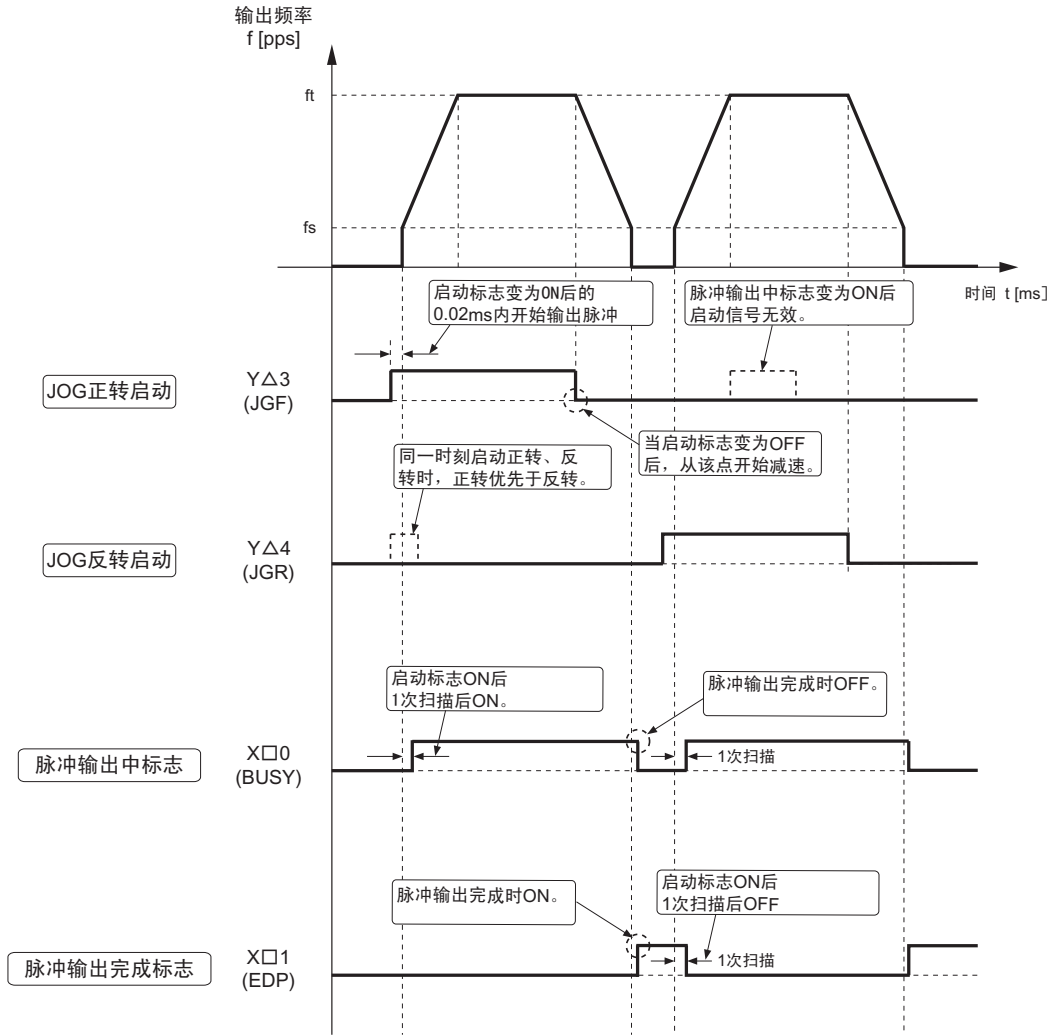 输出频率
f [pps]
ft
fs
时间 t [ms]
启动标志变为ON后的
0.02ms内开始输出脉冲
脉冲输出中标志变为ON后
启动信号无效。
JOG正转启动
Y△3
(JGF)
当启动标志变为OFF
后，从该点开始减速。
同一时刻启动正转、反
转时，正转优先于反转。
JOG反转启动
Y△4
(JGR)
启动标志ON后
1次扫描后ON。
脉冲输出完成时OFF。
脉冲输出中标志
X□0
(BUSY)
1次扫描
脉冲输出完成时ON。
启动标志ON后
1次扫描后OFF
脉冲输出完成标志
X□1
(EDP)
1次扫描